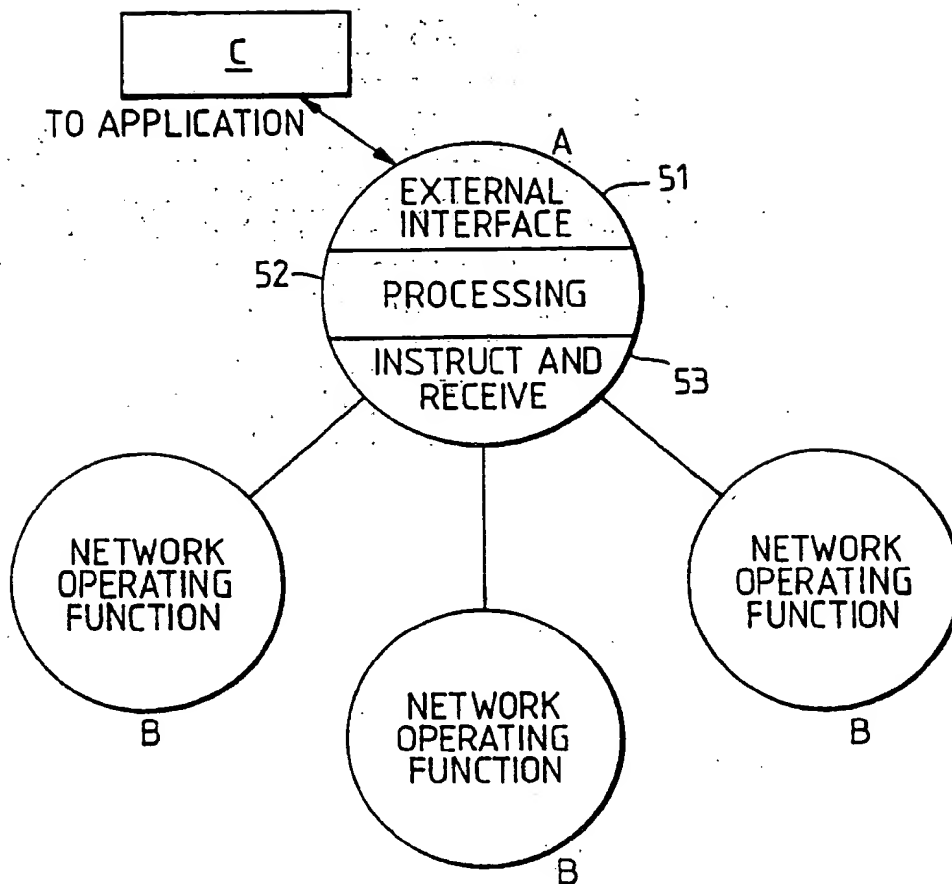 C
TO APPLICATION
A
51
EXTERNAL
INTERFACE
52
PROCESSING
INSTRUCT AND
RECEIVE
53
NETWORK
OPERATING
FUNCTION
B
NETWORK
OPERATING
FUNCTION
B
NETWORK
OPERATING
FUNCTION
B